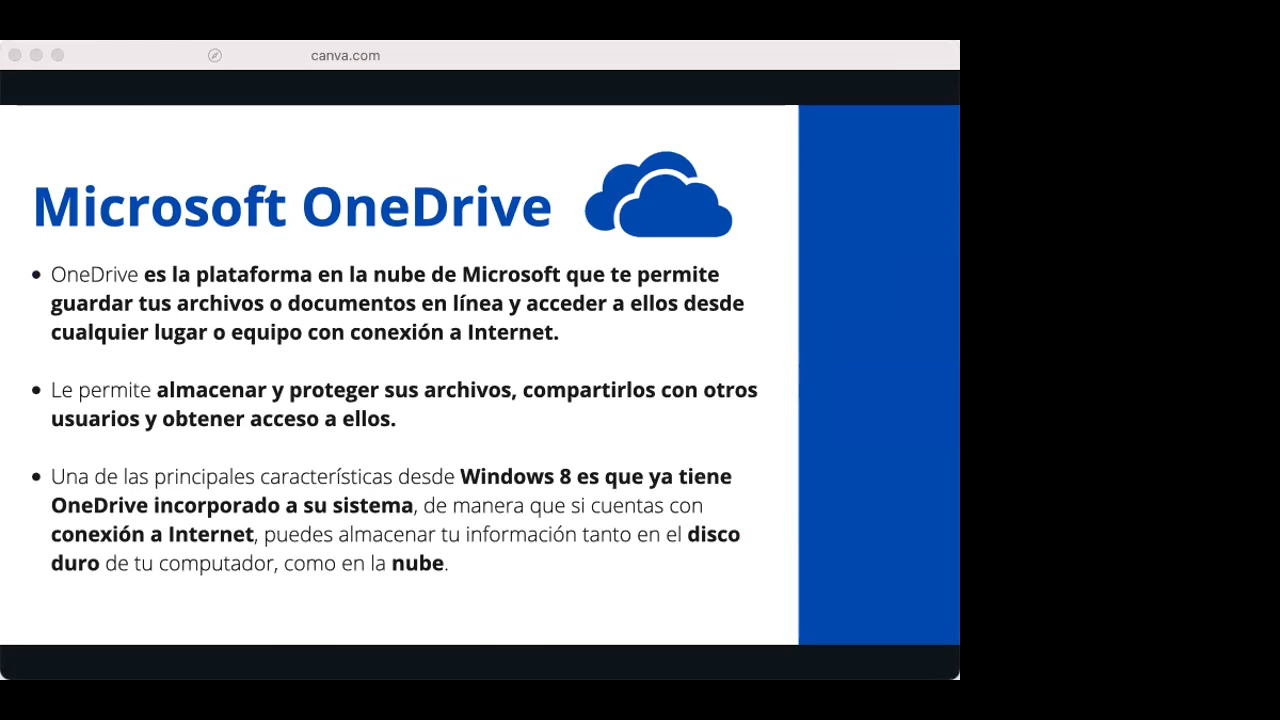 canva.com
Microsoft OneDrive
• OneDrive es la plataforma en la nube de Microsoft que te permite
guardar tus archivos o documentos en línea y acceder a ellos desde
cualquier lugar o equipo con conexión a Internet.
• Le permite almacenar y proteger sus archivos, compartirlos con otros
usuarios y obtener acceso a ellos.
• Una de las principales características desde Windows 8 es que ya tiene
OneDrive incorporado a su sistema, de manera que si cuentas con
conexión a Internet, puedes almacenar tu información tanto en el disco
duro de tu computador, como en la nube.